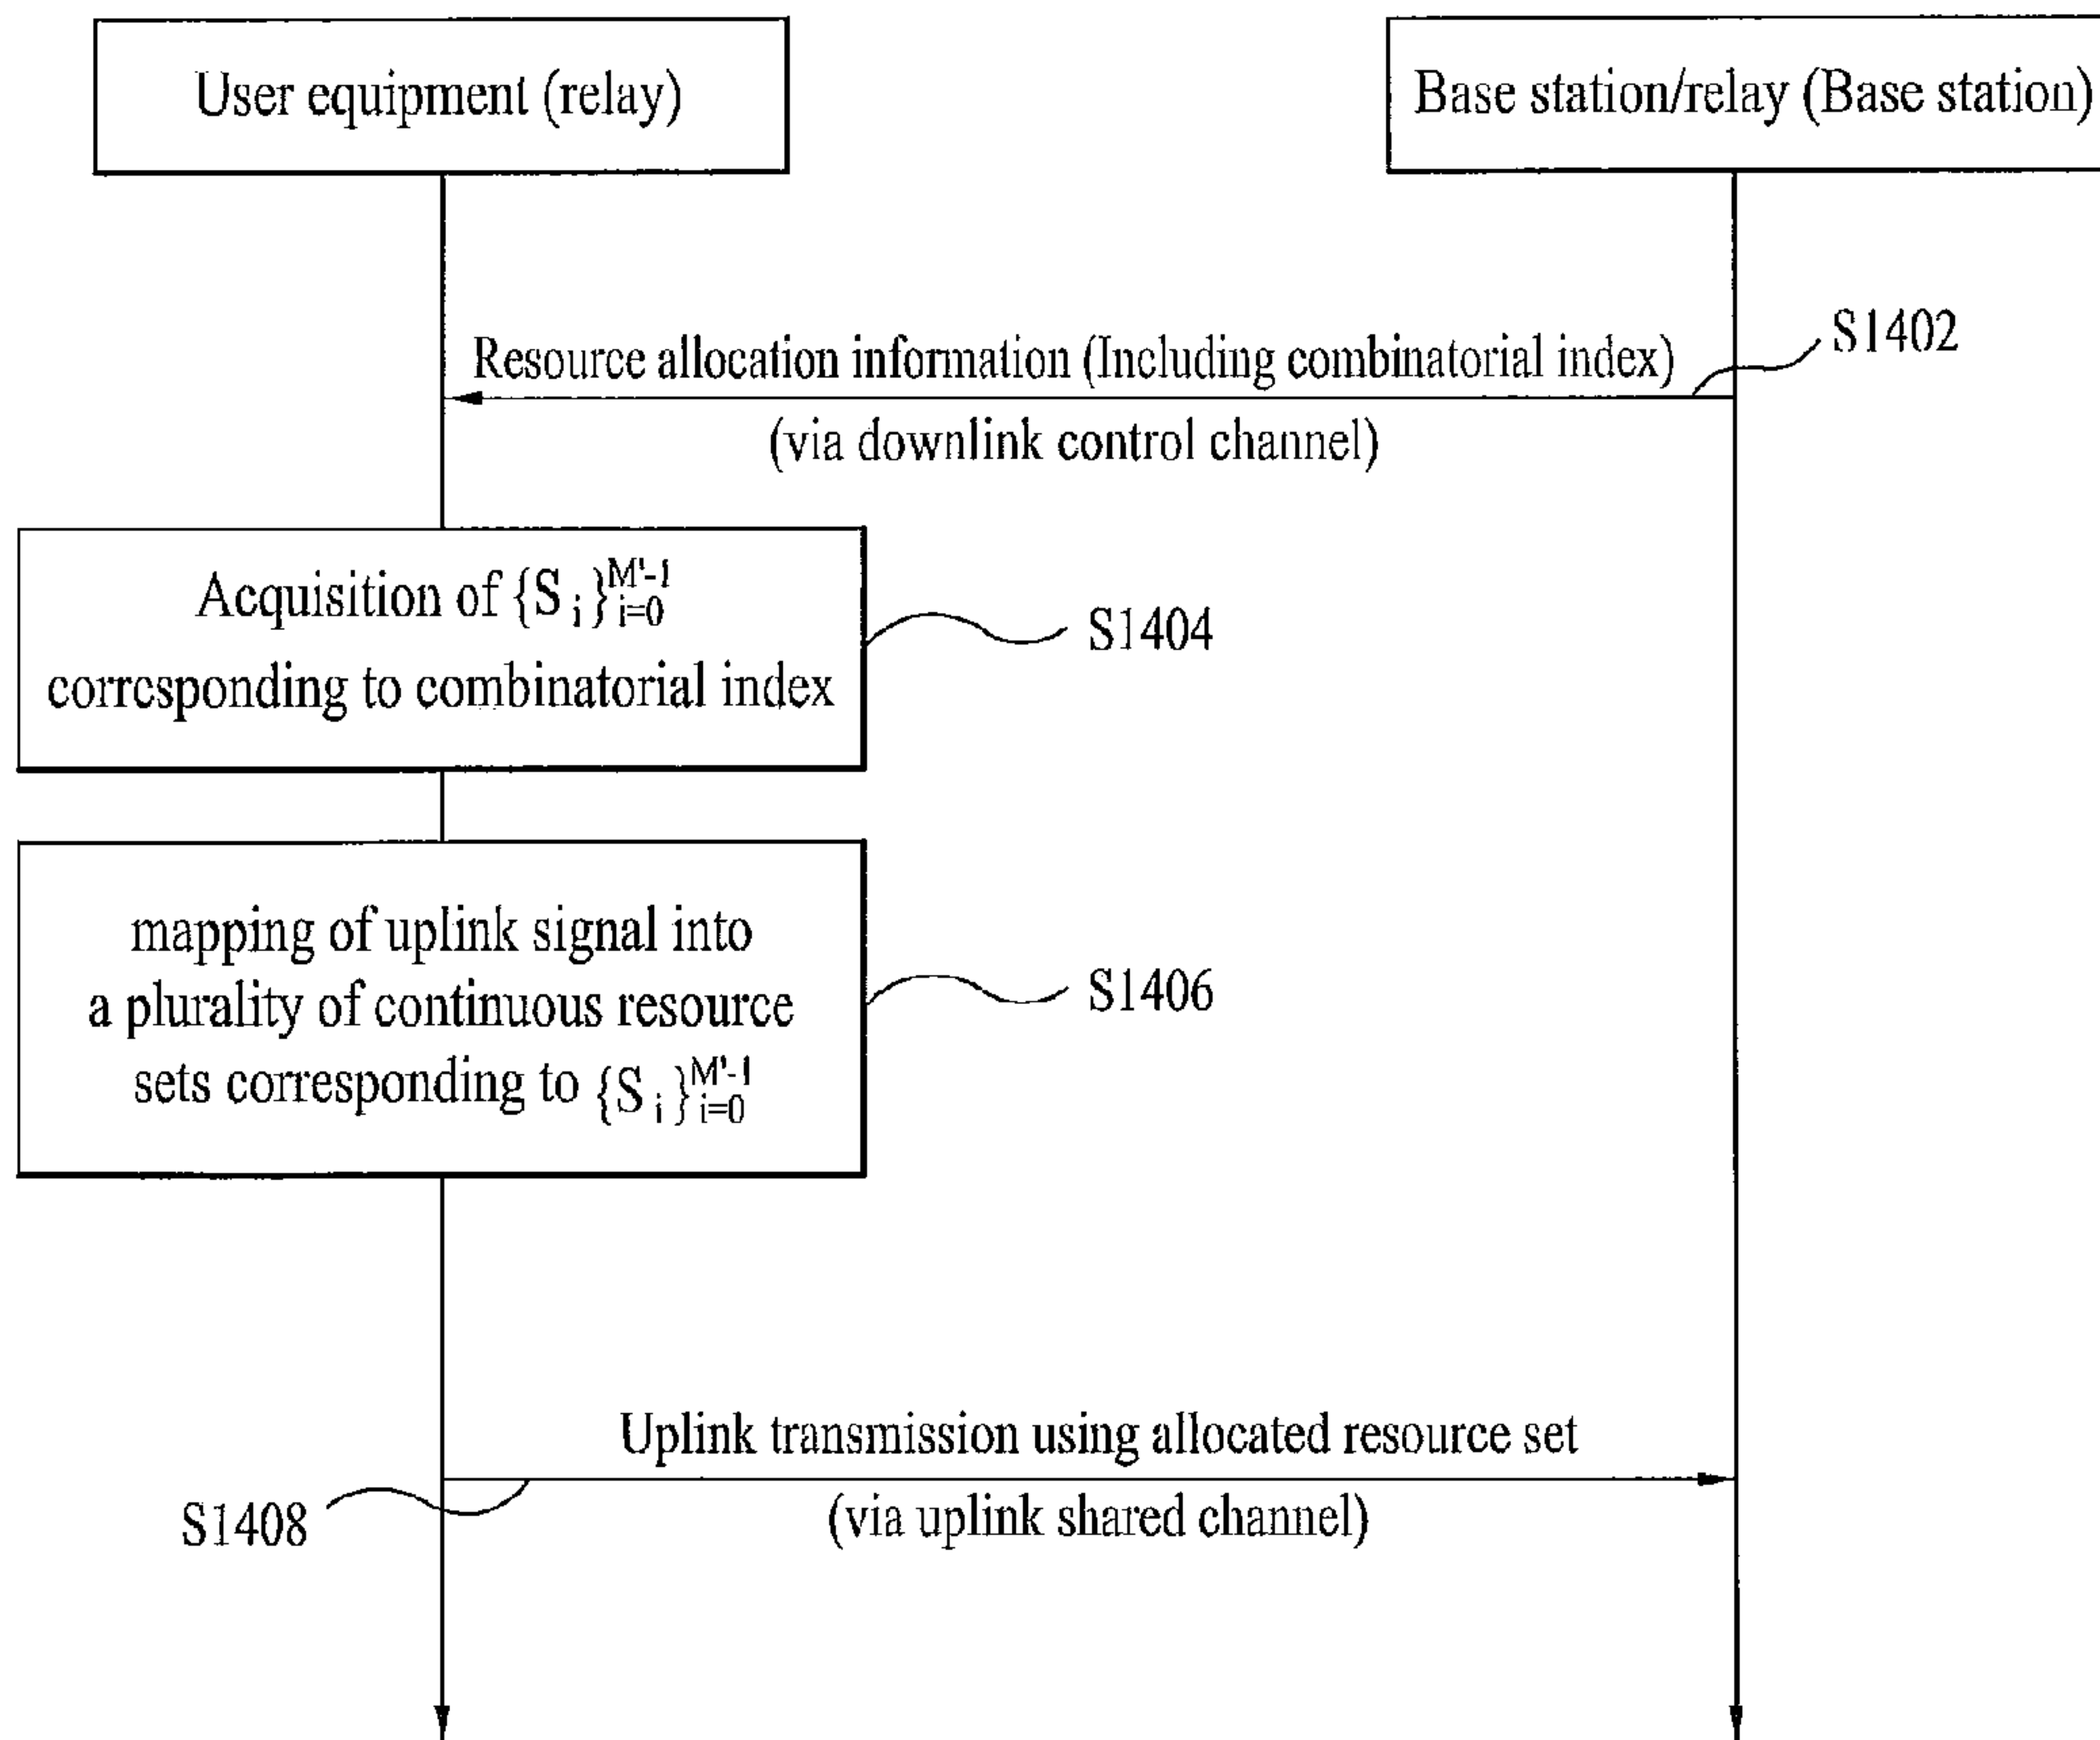 User equipment (relay)
Base station/relay (Base station)
Resource allocation information (Including combinatorial index)
S1402
(via downlink control channel)
Acquisition of {S i}^{M'-1}_{i=0}
corresponding to combinatorial index
S1404
mapping of uplink signal into
a plurality of continuous resource
sets corresponding to {S i}^{M'-1}_{i=0}
S1406
Uplink transmission using allocated resource set
(via uplink shared channel)
S1408